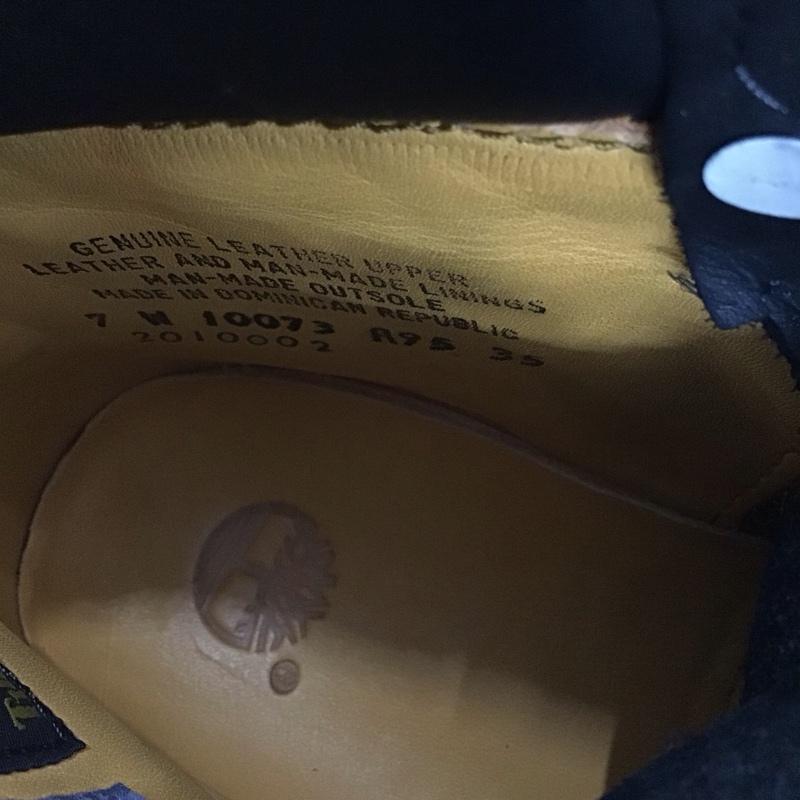 GENUINE LEATHER UPPER
LEATHER AND MAN-MADE LININGS
MAN-MADE OUTSOLE
MADE IN DOMINICAN REPUBLIC
7 W 10073 A95 35
2010002